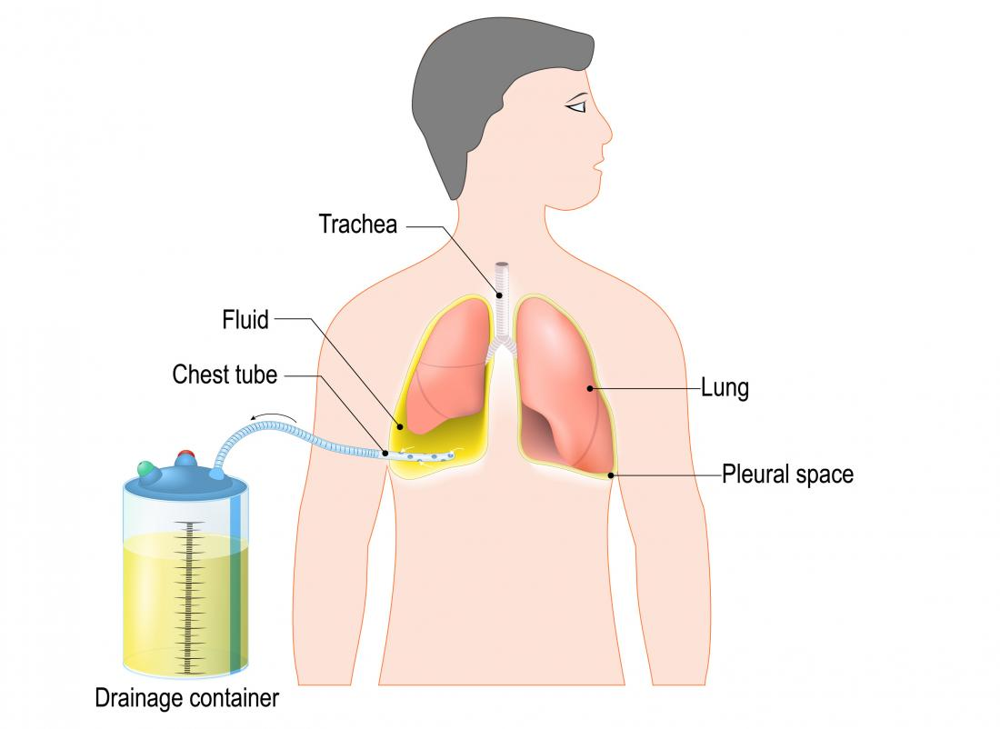 Trachea
Fluid
Chest tube
Lung
Pleural space
Drainage container